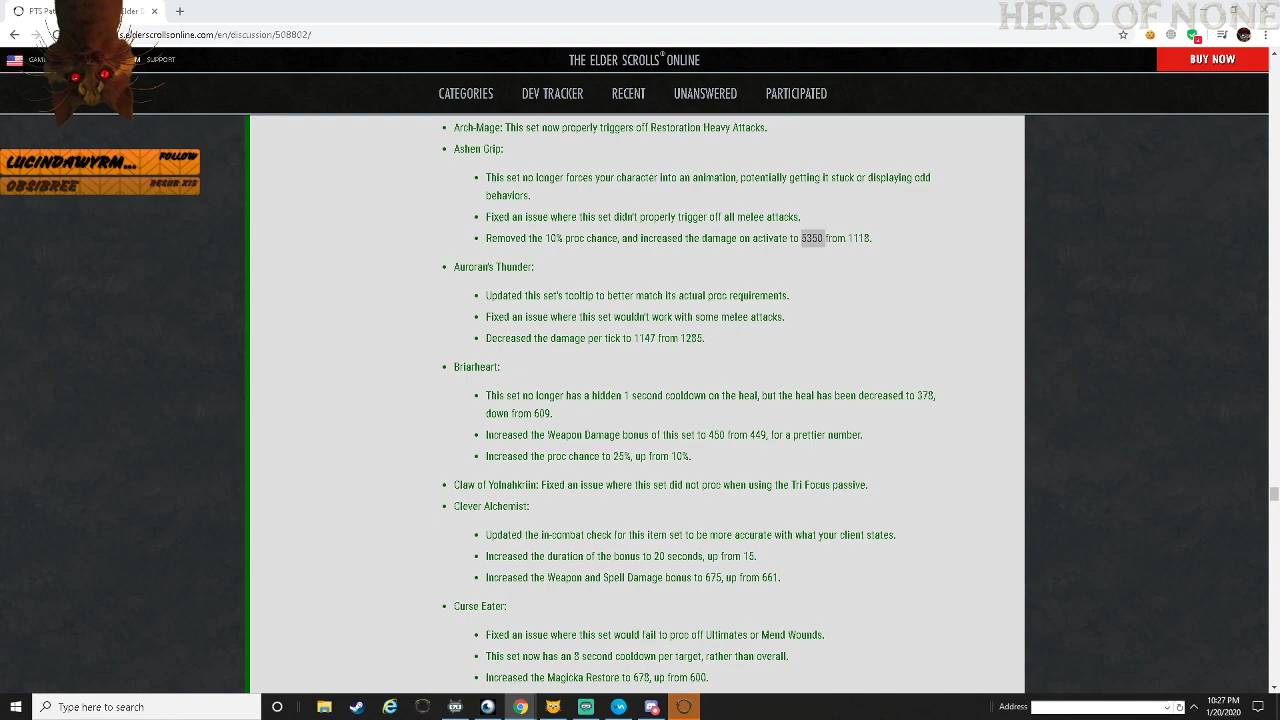 HERO OF NONE
PTS Pa
Elder S
.elderscrollsonline.com/en/discussion/508892/
GAM
M SUPPORT
THE ELDER SCROLLS® ONLINE
BUY NOW
CATEGORIES DEV TRACKER RECENT UNANSWERED PARTICIPATED
LUCINDAWYRM... FOLLOW
OBSIBREE RESUB X15
• Arch-Mage: This set now properly triggers off Restoration Heavy Attacks.
• Ashen Grip:
• This set no longer forces your character into an animation, potentially getting it stuck or displaying odd
behaviors.
• Fixed an issue where this set didn't properly trigger off all melee attacks.
• Removed the 10% proc chance, and increased the damage on activate to 5350 from 1118.
• Auroran's Thunder:
• Updated this set's tooltip to better match its actual proc requirements.
• Fixed an issue where this set wouldn't work with some melee attacks.
• Decreased the damage per tick to 1147 from 1285.
• Briarheart:
• This set no longer has a hidden 1 second cooldown on the heal, but the heal has been decreased to 378,
down from 609.
• Increased the Weapon Damage bonus of this set to 450 from 449, for a prettier number.
• Increased the proc chance to 25%, up from 10%.
• Claw of Yolnahkriin: Fixed an issue where this set did not proc when using the Tri Focus passive.
• Clever Alchemist:
• Updated the in-combat check for this item set to be more accurate with what your client states.
• Increased the duration of the bonus to 20 seconds, up from 15.
• Increased the Weapon and Spell Damage bonus to 675, up from 661.
• Curse Eater:
• Fixed an issue where this set would fail to proc off Ultimates or Mend Wounds.
• This set now has an 8 second cooldown per target, rather than overall.
• Increased the Magicka Restore to 678, up from 600.
Type here to search
Address
10:27 PM
1/20/2020